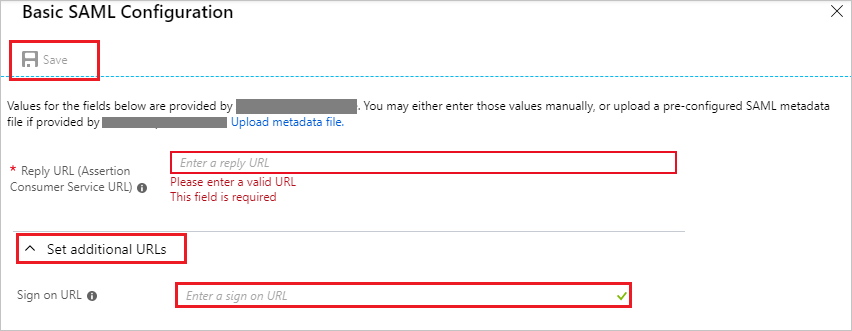 Basic SAML Configuration
Save
Values for the fields below are provided by . You may either enter those values manually, or upload a pre-configured SAML metadata
file if provided by Upload metadata file.
* Reply URL (Assertion
Consumer Service URL)
Enter a reply URL
Please enter a valid URL
This field is required
Set additional URLs
Sign on URL
Enter a sign on URL